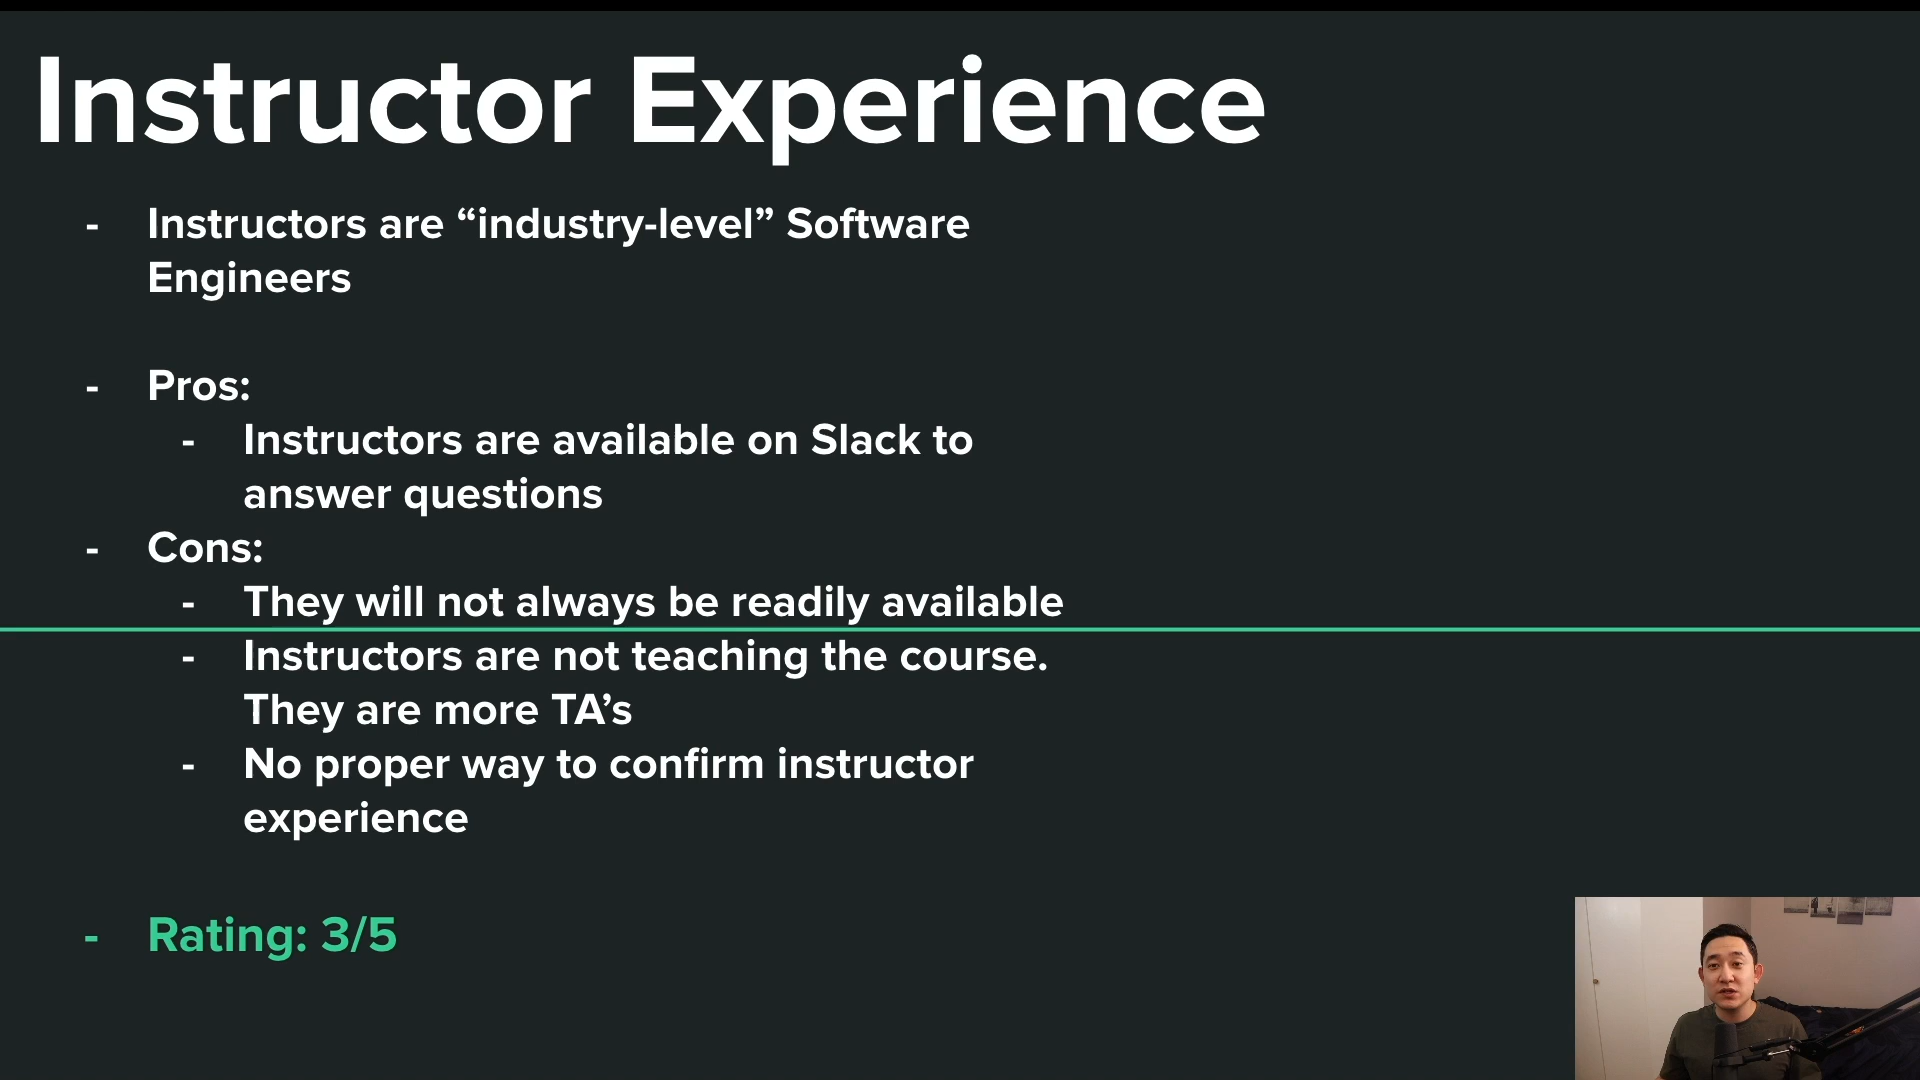 Instructor Experience
- Instructors are “industry-level” Software
Engineers
- Pros:
- Instructors are available on Slack to
answer questions
- Cons:
- They will not always be readily available
- Instructors are not teaching the course.
They are more TA’s
- No proper way to confirm instructor
experience
- Rating: 3/5